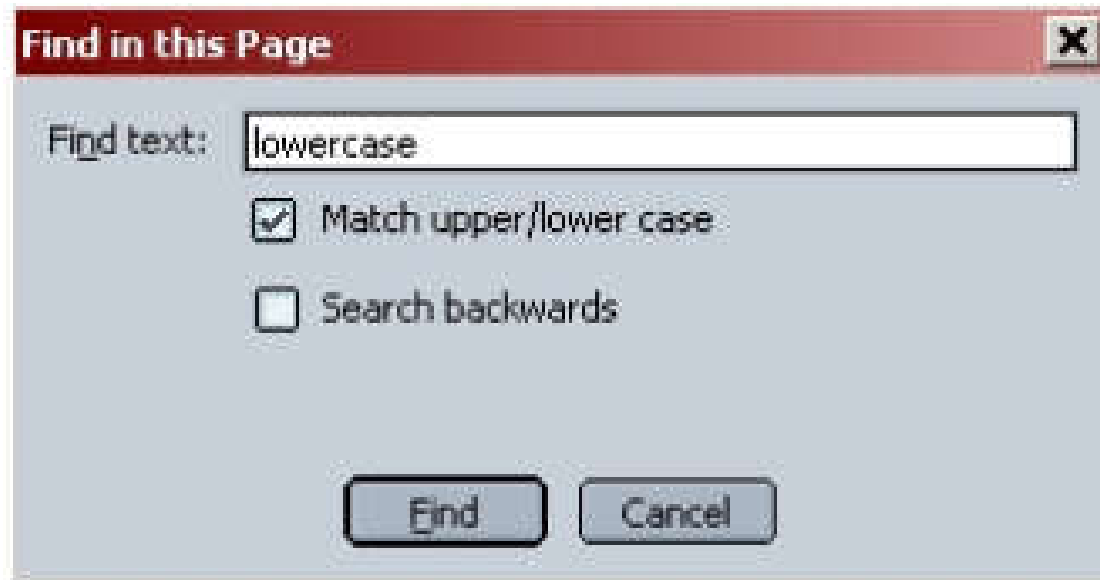 Find in this Page
Find text: lowercase
Match upper/lower case
Search backwards
Find Cancel